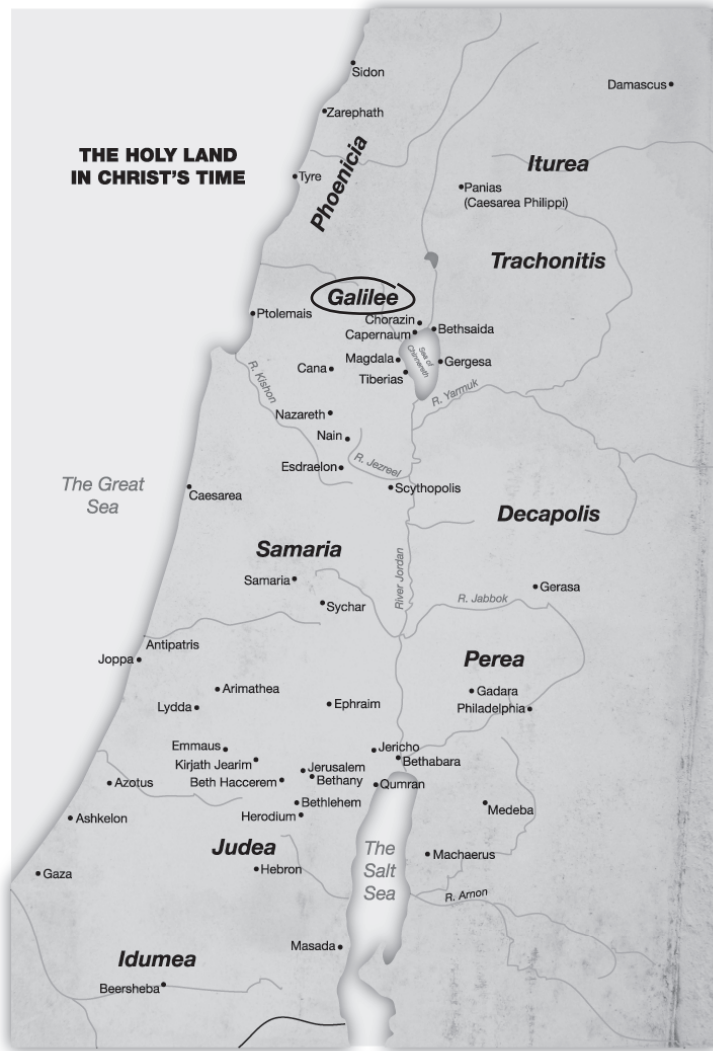 Sidon
Damascus
Zarephath
THE HOLY LAND
IN CHRIST'S TIME
Phoenicia
Tyre
Iturea
Panias
(Caesarea Philippi)
Trachonitis
Galilee
Ptolemais
Chorazin
Capernaum
Bethsaida
Sea of
Chinnereth
Magdala
Gergesa
Cana
Tiberias
R. Kishon
R. Yarmuk
Nazareth
Nain
R. Jezreel
Esdraelon
The Great
Sea
Caesarea
Scythopolis
Decapolis
Samaria
River Jordan
Samaria
Gerasa
R. Jabbok
Sychar
Antipatris
Joppa
Perea
Arimathea
Gadara
Lydda
Ephraim
Philadelphia
Emmaus
Jericho
Kirjath Jearim
Bethabara
Jerusalem
Beth Haccerem
Bethany
Azotus
Qumran
Bethlehem
Medeba
Ashkelon
Herodium
Judea
The
Salt
Sea
Machaerus
Gaza
Hebron
R. Arnon
Masada
Idumea
Beersheba